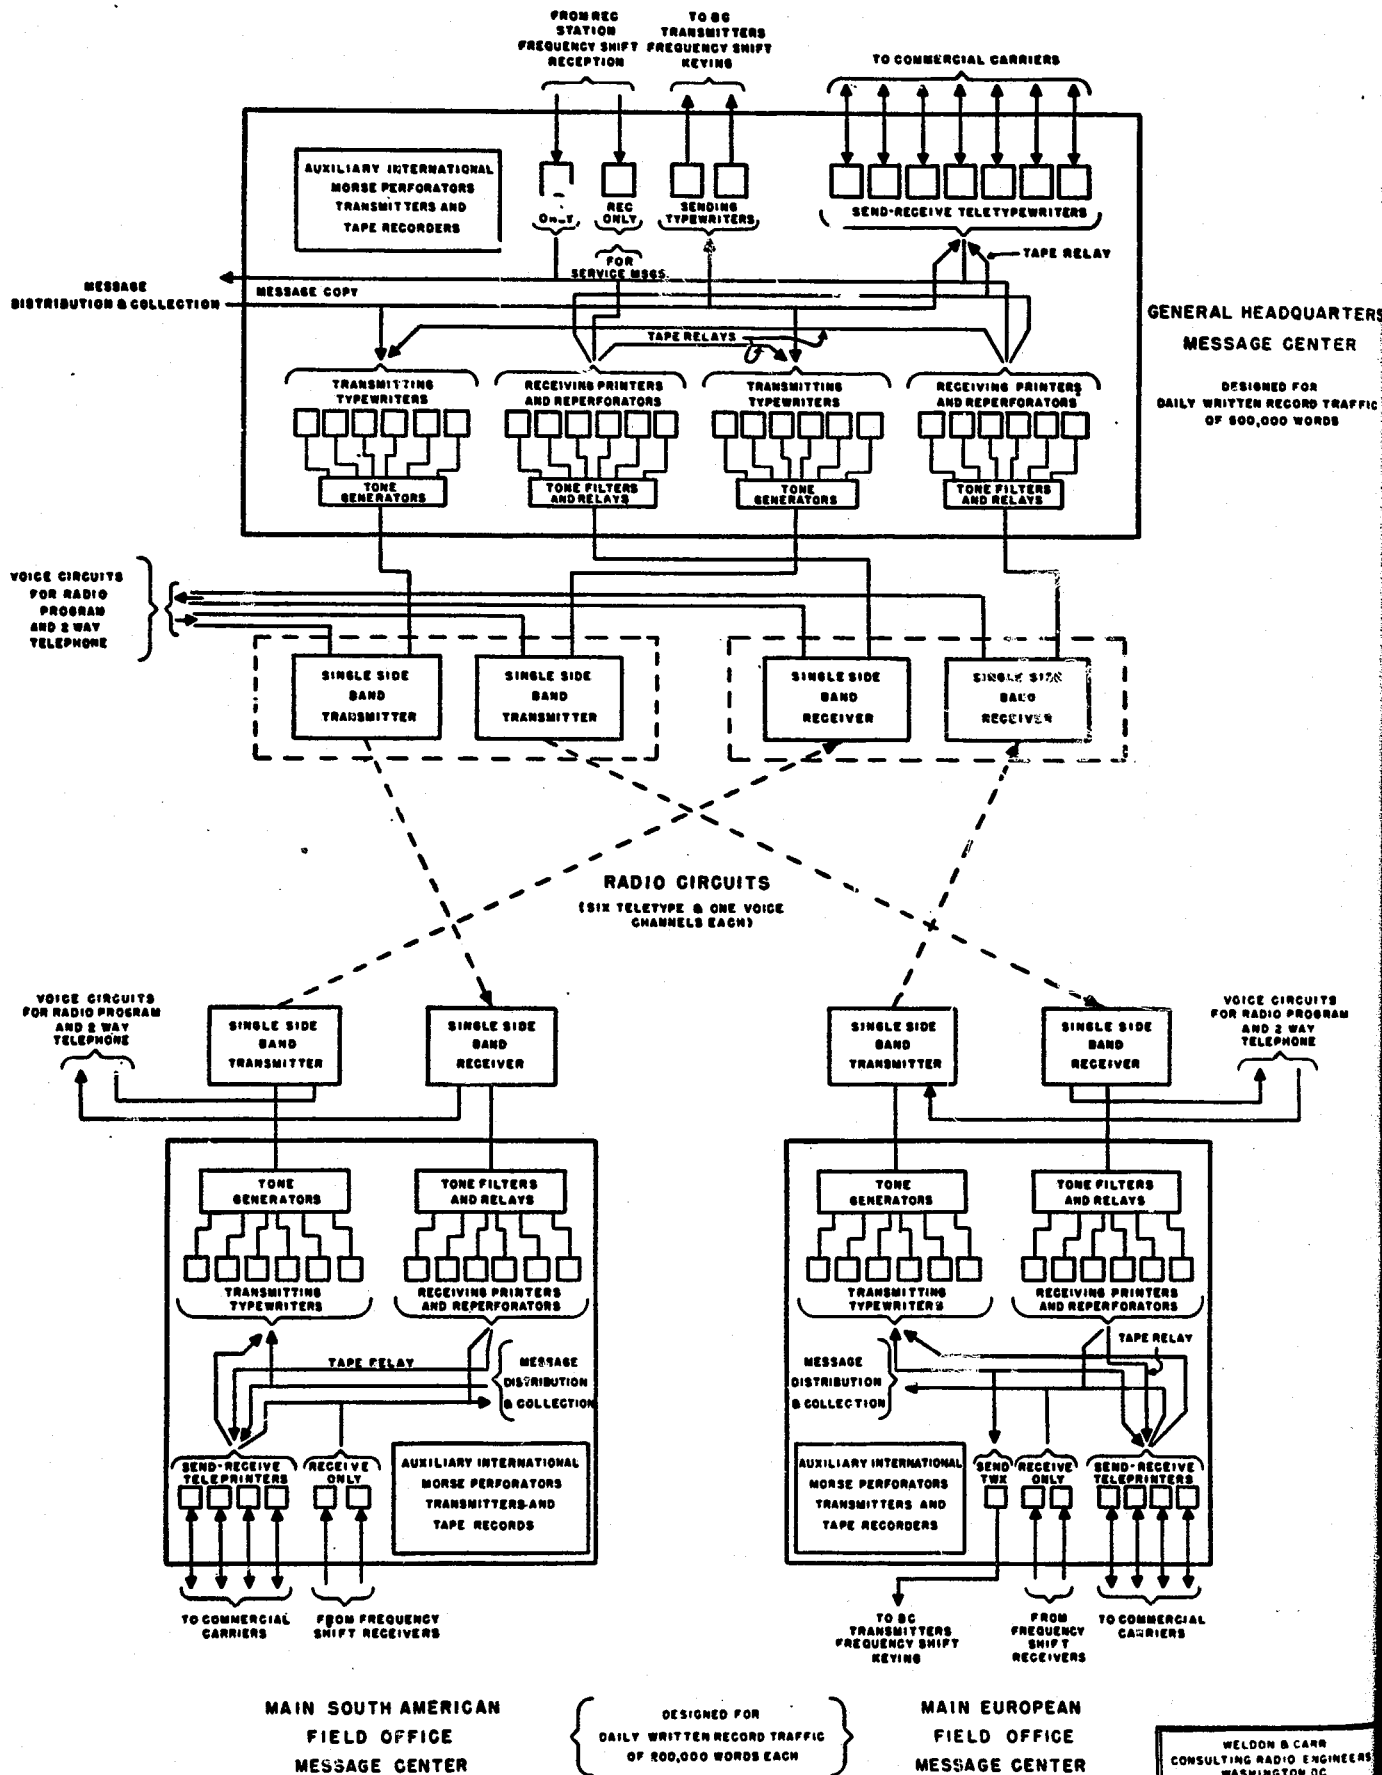 FROM REC
STATION
FREQUENCY SHIFT
RECEPTION
TO BC
TRANSMITTERS
FREQUENCY SHIFT
KEYING
TO COMMERCIAL CARRIERS
AUXILIARY INTERNATIONAL
MORSE PERFORATORS
TRANSMITTERS AND
TAPE RECORDERS
ONLY
REC
ONLY
SENDING
TYPEWRITERS
SEND-RECEIVE TELETYPEWRITERS
FOR
SERVICE MSGS.
TAPE RELAY
MESSAGE
DISTRIBUTION & COLLECTION
MESSAGE COPY
GENERAL HEADQUARTERS
MESSAGE CENTER
DESIGNED FOR
DAILY WRITTEN RECORD TRAFFIC
OF 500,000 WORDS
TAPE RELAYS
TRANSMITTING
TYPEWRITERS
RECEIVING PRINTERS
AND REPERFORATORS
TRANSMITTING
TYPEWRITERS
RECEIVING PRINTERS
AND REPERFORATORS
TONE
GENERATORS
TONE FILTERS
AND RELAYS
TONE
GENERATORS
TONE FILTERS
AND RELAYS
VOICE CIRCUITS
FOR RADIO
PROGRAM
AND 2 WAY
TELEPHONE
SINGLE SIDE
BAND
TRANSMITTER
SINGLE SIDE
BAND
TRANSMITTER
SINGLE SIDE
BAND
RECEIVER
SINGLE SIDE
BAND
RECEIVER
RADIO CIRCUITS
(SIX TELETYPE & ONE VOICE
CHANNELS EACH)
VOICE CIRCUITS
FOR RADIO PROGRAM
AND 2 WAY
TELEPHONE
SINGLE SIDE
BAND
TRANSMITTER
SINGLE SIDE
BAND
RECEIVER
SINGLE SIDE
BAND
TRANSMITTER
SINGLE SIDE
BAND
RECEIVER
VOICE CIRCUITS
FOR RADIO PROGRAM
AND 2 WAY
TELEPHONE
TONE
GENERATORS
TONE FILTERS
AND RELAYS
TONE
GENERATORS
TONE FILTERS
AND RELAYS
TRANSMITTING
TYPEWRITERS
RECEIVING PRINTERS
AND REPERFORATORS
TRANSMITTING
TYPEWRITERS
RECEIVING PRINTERS
AND REPERFORATORS
TAPE RELAY
MESSAGE
DISTRIBUTION
& COLLECTION
MESSAGE
DISTRIBUTION
& COLLECTION
TAPE RELAY
SEND-RECEIVE
TELEPRINTERS
RECEIVE
ONLY
AUXILIARY INTERNATIONAL
MORSE PERFORATORS
TRANSMITTERS AND
TAPE RECORDS
AUXILIARY INTERNATIONAL
MORSE PERFORATORS
TRANSMITTERS AND
TAPE RECORDERS
SEND
TWX
RECEIVE
ONLY
SEND-RECEIVE
TELEPRINTERS
TO COMMERCIAL
CARRIERS
FROM FREQUENCY
SHIFT RECEIVERS
TO BC
TRANSMITTERS
FREQUENCY SHIFT
KEYING
FROM
FREQUENCY
SHIFT
RECEIVERS
TO COMMERCIAL
CARRIERS
MAIN SOUTH AMERICAN
FIELD OFFICE
MESSAGE CENTER
DESIGNED FOR
DAILY WRITTEN RECORD TRAFFIC
OF 200,000 WORDS EACH
MAIN EUROPEAN
FIELD OFFICE
MESSAGE CENTER
WELDON & CARR
CONSULTING RADIO ENGINEERS
WASHINGTON DC